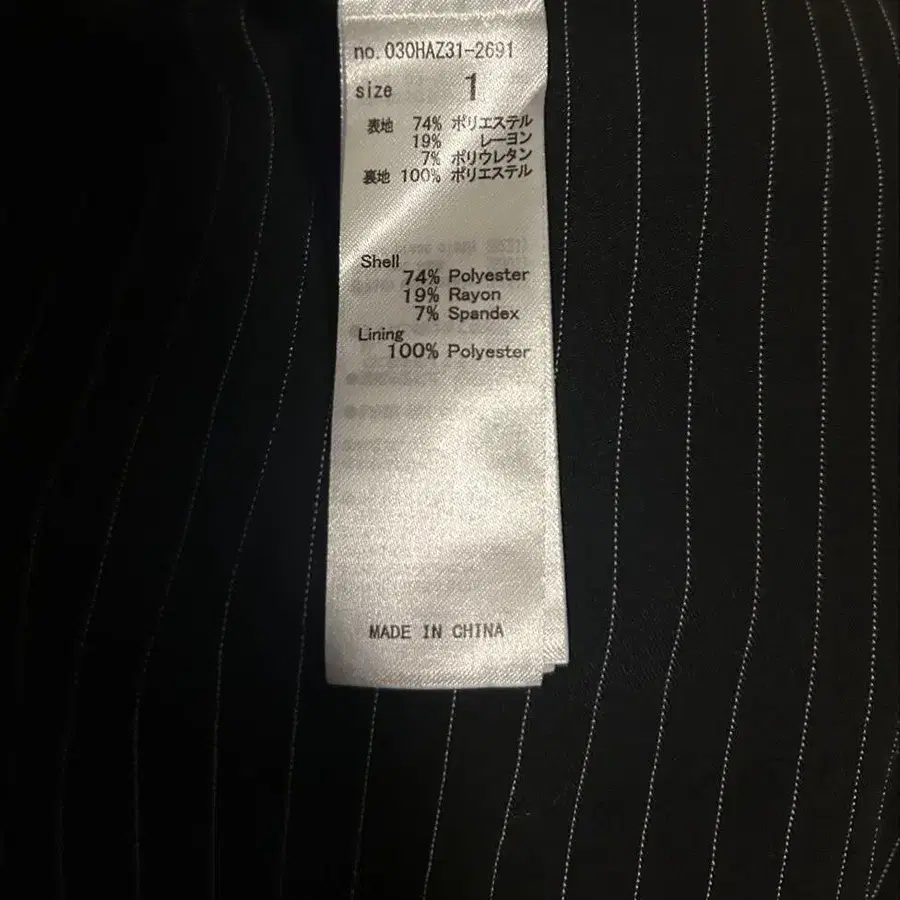 no. 030HAZ31-2691
size 1
表地 74% ポリエステル
19% レーヨン
7% ポリウレタン
裏地 100% ポリエステル
Shell
74% Polyester
19% Rayon
7% Spandex
Lining
100% Polyester
MADE IN CHINA